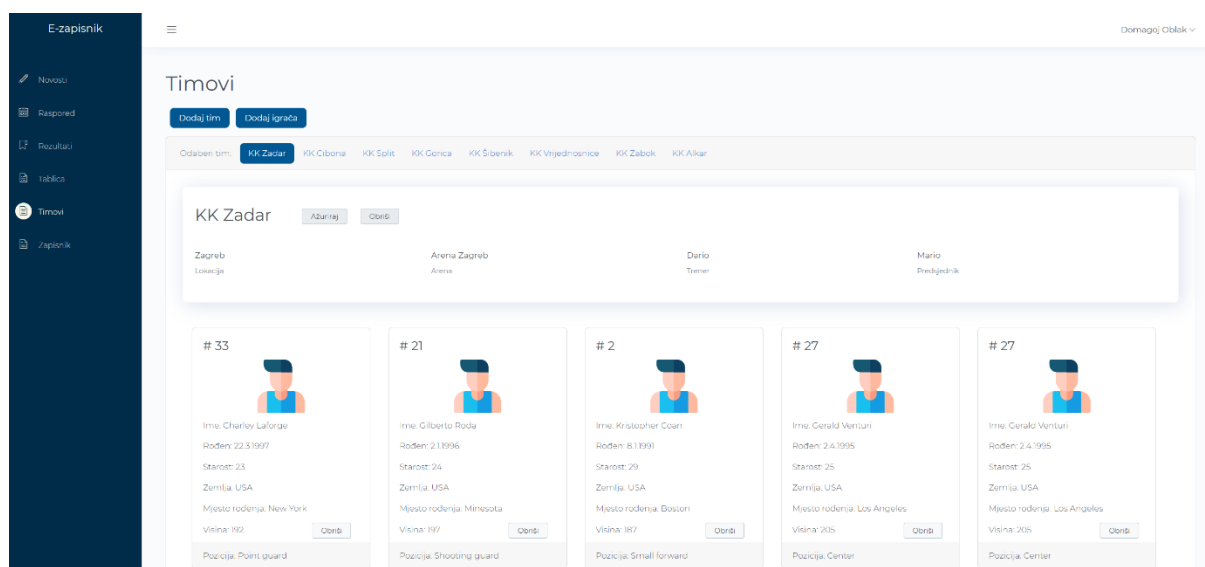 E-zapisnik
Domagoj Oblak
Novosti
Raspored
Rezultati
Tablica
Timovi
Zapisnik
Timovi
Dodaj tim Dodaj igrača
Odaberi tim: KK Zadar KK Cibona KK Split KK Gorica KK Šibenik KK Vrijednosnice KK Zabok KK Alkar
KK Zadar Ažuriraj Obriši
Zagreb Arena Zagreb Dario Mario
Lokacija Arena Trener Predsjednik
# 33
Ime: Charley Laforge
Rođen: 22.3.1997
Starost: 23
Zemlja: USA
Mjesto rođenja: New York
Visina: 192 Obriši
Pozicija: Point guard
# 21
Ime: Gilberto Roda
Rođen: 2.1.1996
Starost: 24
Zemlja: USA
Mjesto rođenja: Minesota
Visina: 197 Obriši
Pozicija: Shooting guard
# 2
Ime: Kristopher Coan
Rođen: 8.1.1991
Starost: 29
Zemlja: USA
Mjesto rođenja: Boston
Visina: 187 Obriši
Pozicija: Small forward
# 27
Ime: Gerald Venturi
Rođen: 2.4.1995
Starost: 25
Zemlja: USA
Mjesto rođenja: Los Angeles
Visina: 205 Obriši
Pozicija: Center
# 27
Ime: Gerald Venturi
Rođen: 2.4.1995
Starost: 25
Zemlja: USA
Mjesto rođenja: Los Angeles
Visina: 205 Obriši
Pozicija: Center